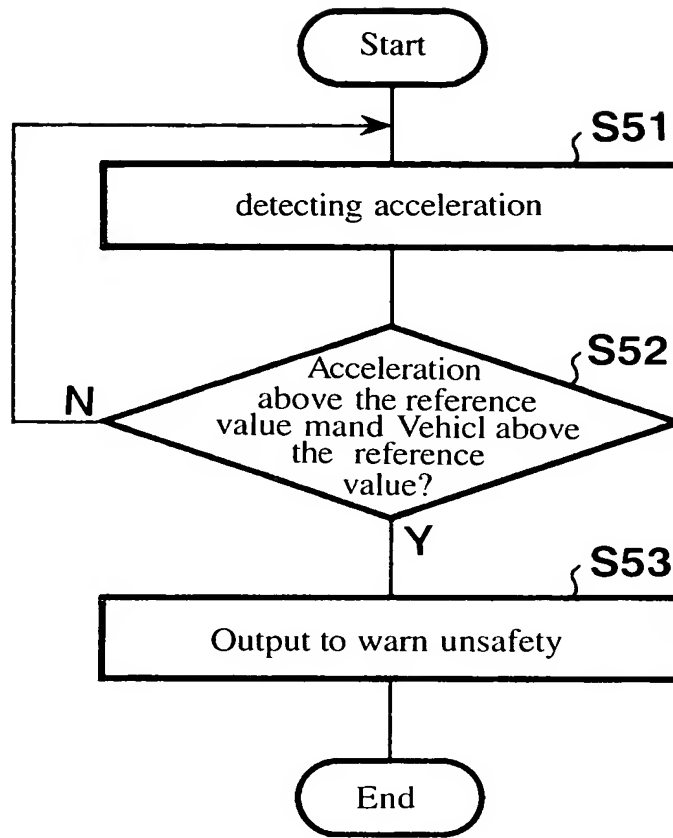 Start
S51
detecting acceleration
S52
Acceleration
above the reference
value mand Vehicl above
the reference
value?
N
Y
S53
Output to warn unsafety
End